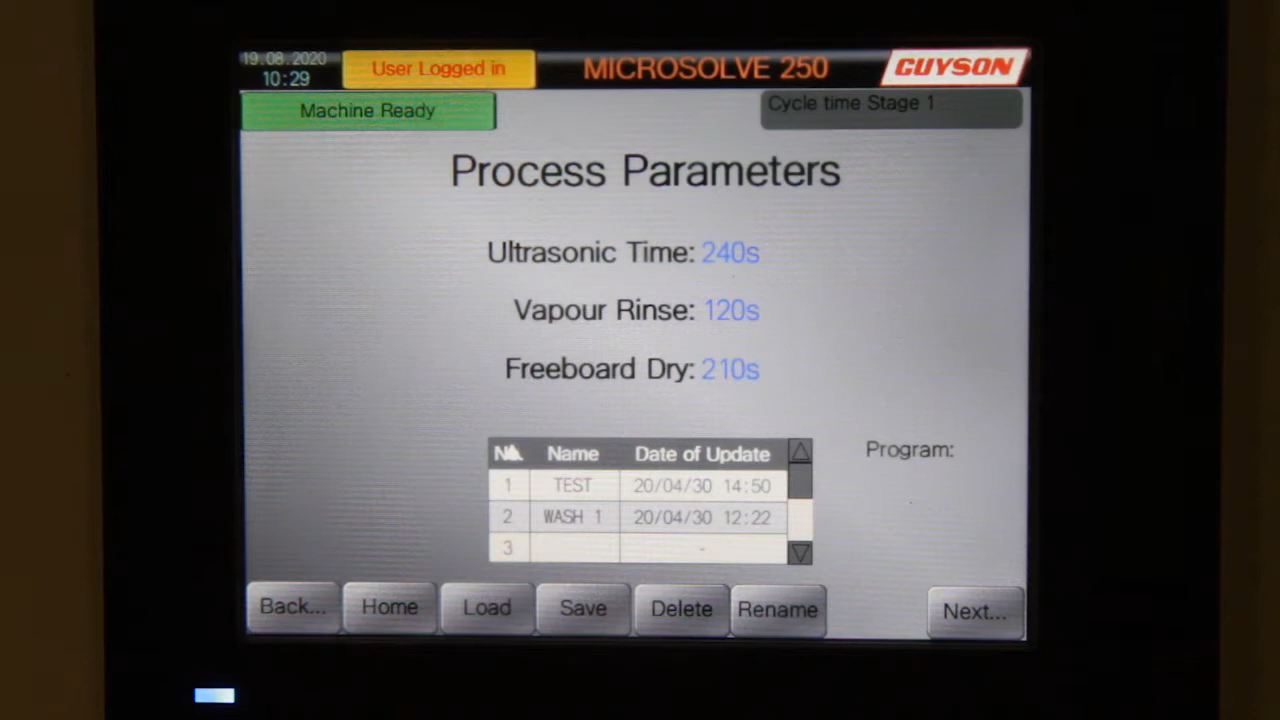 19.08.2020
10:29
User Logged in
MICROSOLVE 250
GUYSON
Machine Ready
Cycle time Stage 1
Process Parameters
Ultrasonic Time: 240s
Vapour Rinse: 120s
Freeboard Dry: 210s
Name Date of Update
1 TEST 20/04/30 14:50
2 WASH 1 20/04/30 12:22
3 -
Program:
Back... Home Load Save Delete Rename Next...